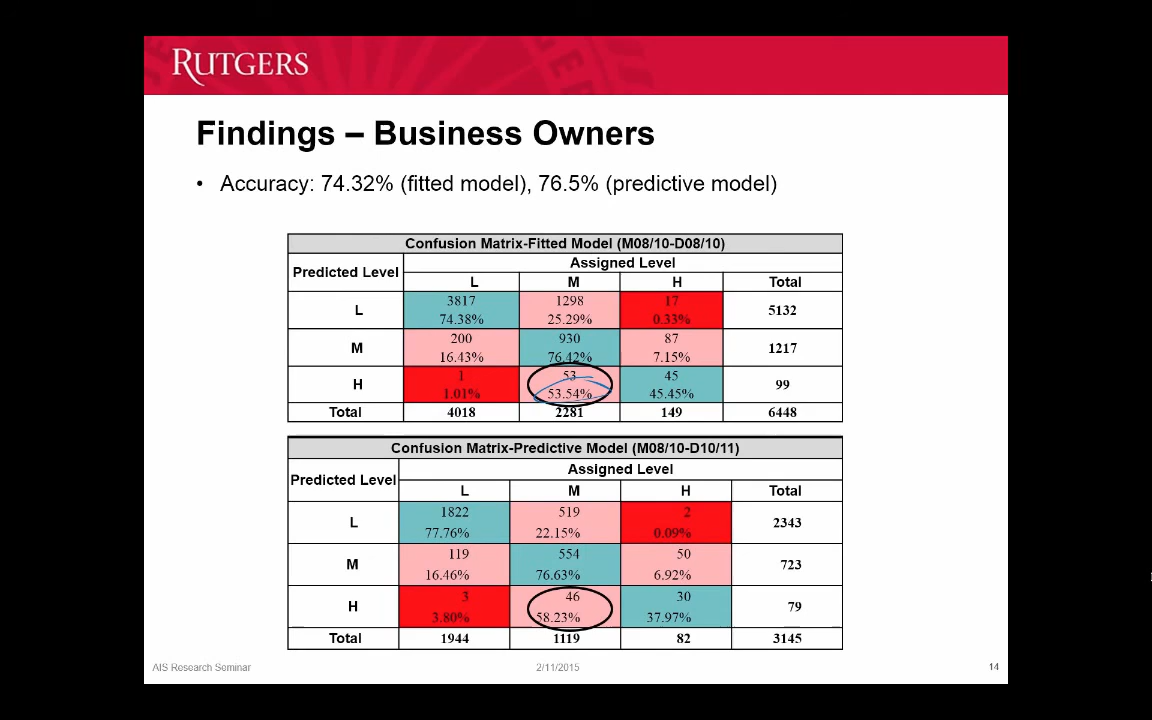 RUTGERS
Findings – Business Owners
• Accuracy: 74.32% (fitted model), 76.5% (predictive model)
Confusion Matrix-Fitted Model (M08/10-D08/10)
Predicted Level Assigned Level
L M H Total
L 3817 1298 17 5132
74.38% 25.29% 0.33%
M 200 930 87 1217
16.43% 76.42% 7.15%
H 1 53 45 99
1.01% 53.54% 45.45%
Total 4018 2281 149 6448
Confusion Matrix-Predictive Model (M08/10-D10/11)
Predicted Level Assigned Level
L M H Total
L 1822 519 2 2343
77.76% 22.15% 0.09%
M 119 554 50 723
16.46% 76.63% 6.92%
H 3 46 30 79
3.80% 58.23% 37.97%
Total 1944 1119 82 3145
AIS Research Seminar 2/11/2015 14